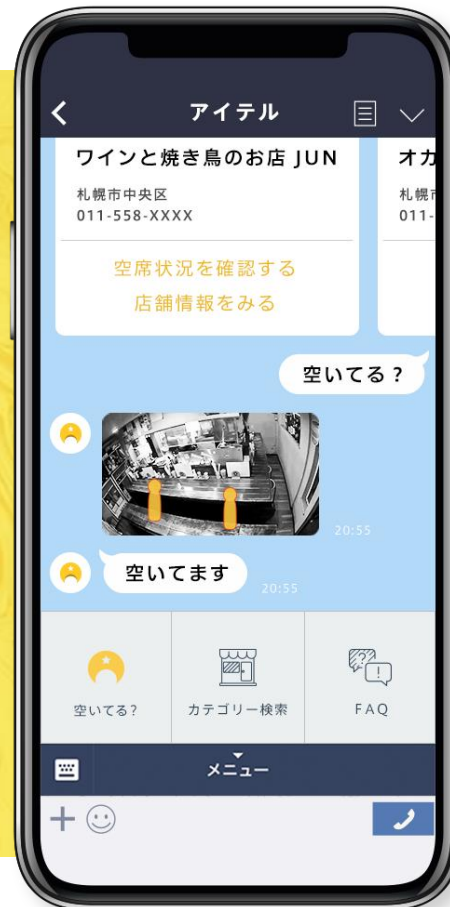 アイテル
ワインと焼き鳥のお店 JUN
札幌市中央区
011-558-XXXX
空席状況を確認する
店舗情報をみる
オカ
札幌市
011-
空いてる?
20:55
空いてます
20:55
空いてる?
カテゴリー検索
FAQ
メニュー